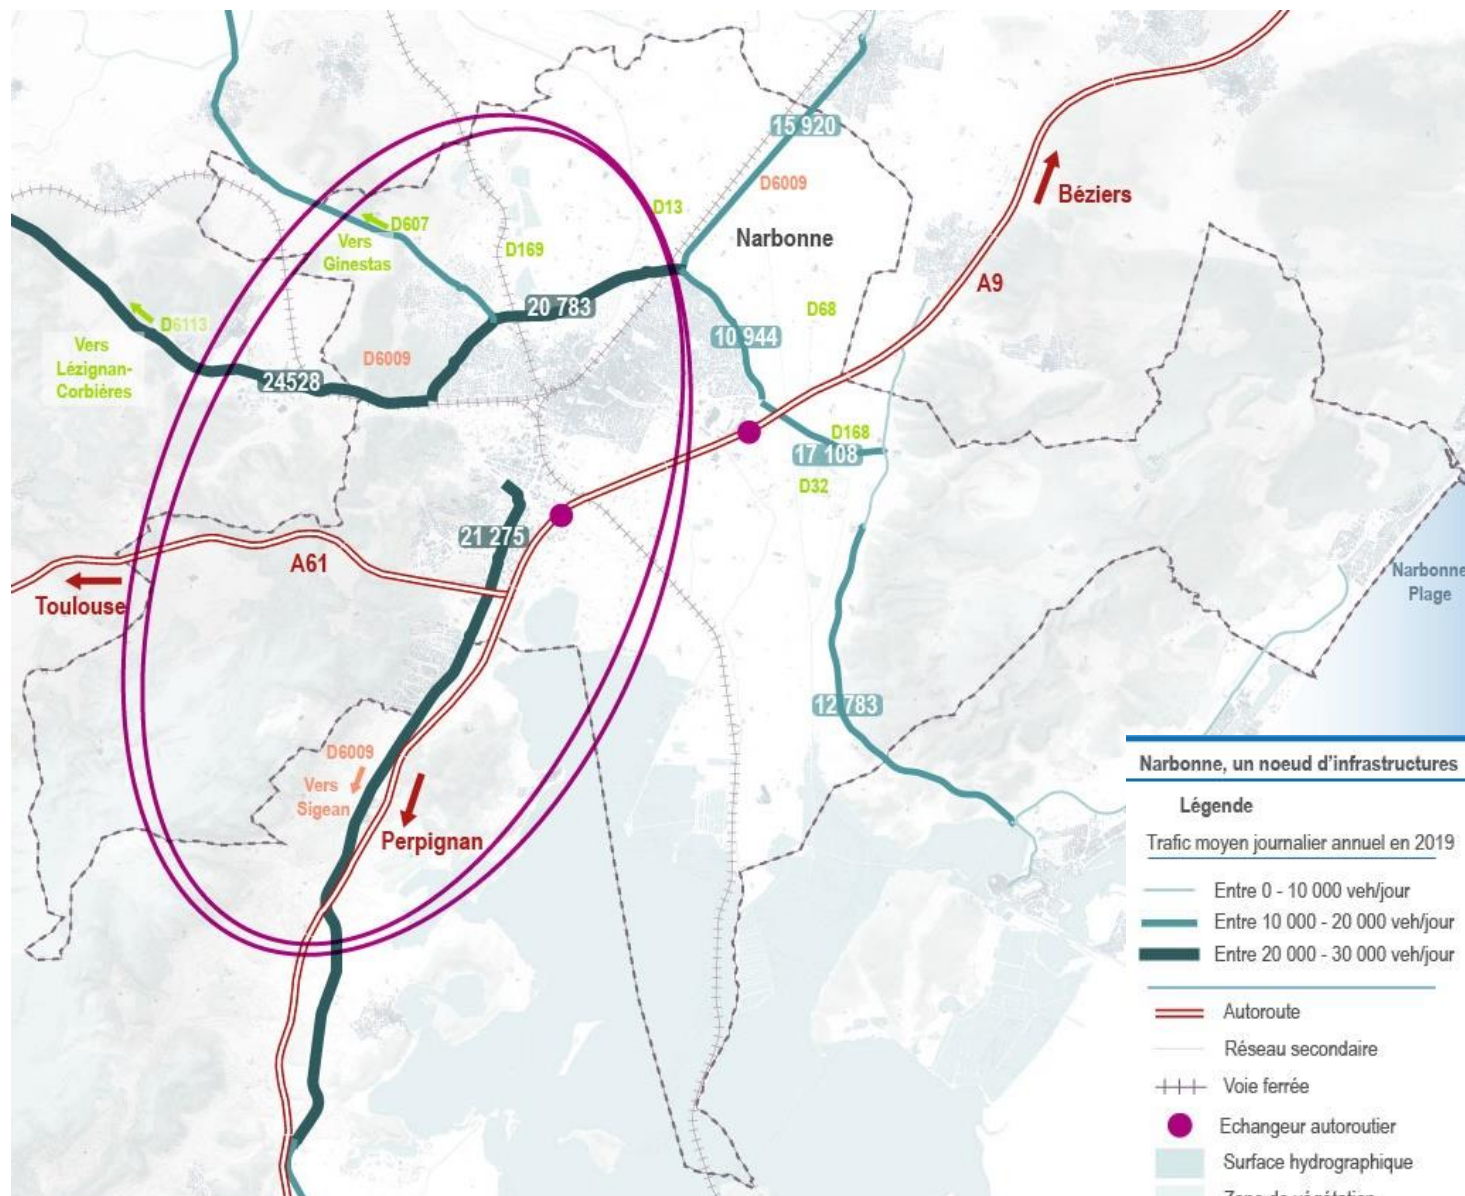 15 920
D6009
Béziers
D13
D607
Narbonne
Vers
Ginestas
D169
A9
20 783
D68
D6113
10 944
Vers
Lézignan-
Corbières
D6009
24528
D168
17 108
D32
21 275
A61
Toulouse
Narbonne
Plage
12 783
D6009
Vers
Sigean
Perpignan
Narbonne, un noeud d'infrastructures
Légende
Trafic moyen journalier annuel en 2019
Entre 0 - 10 000 veh/jour
Entre 10 000 - 20 000 veh/jour
Entre 20 000 - 30 000 veh/jour
Autoroute
Réseau secondaire
Voie ferrée
Echangeur autoroutier
Surface hydrographique
Zone de végétation